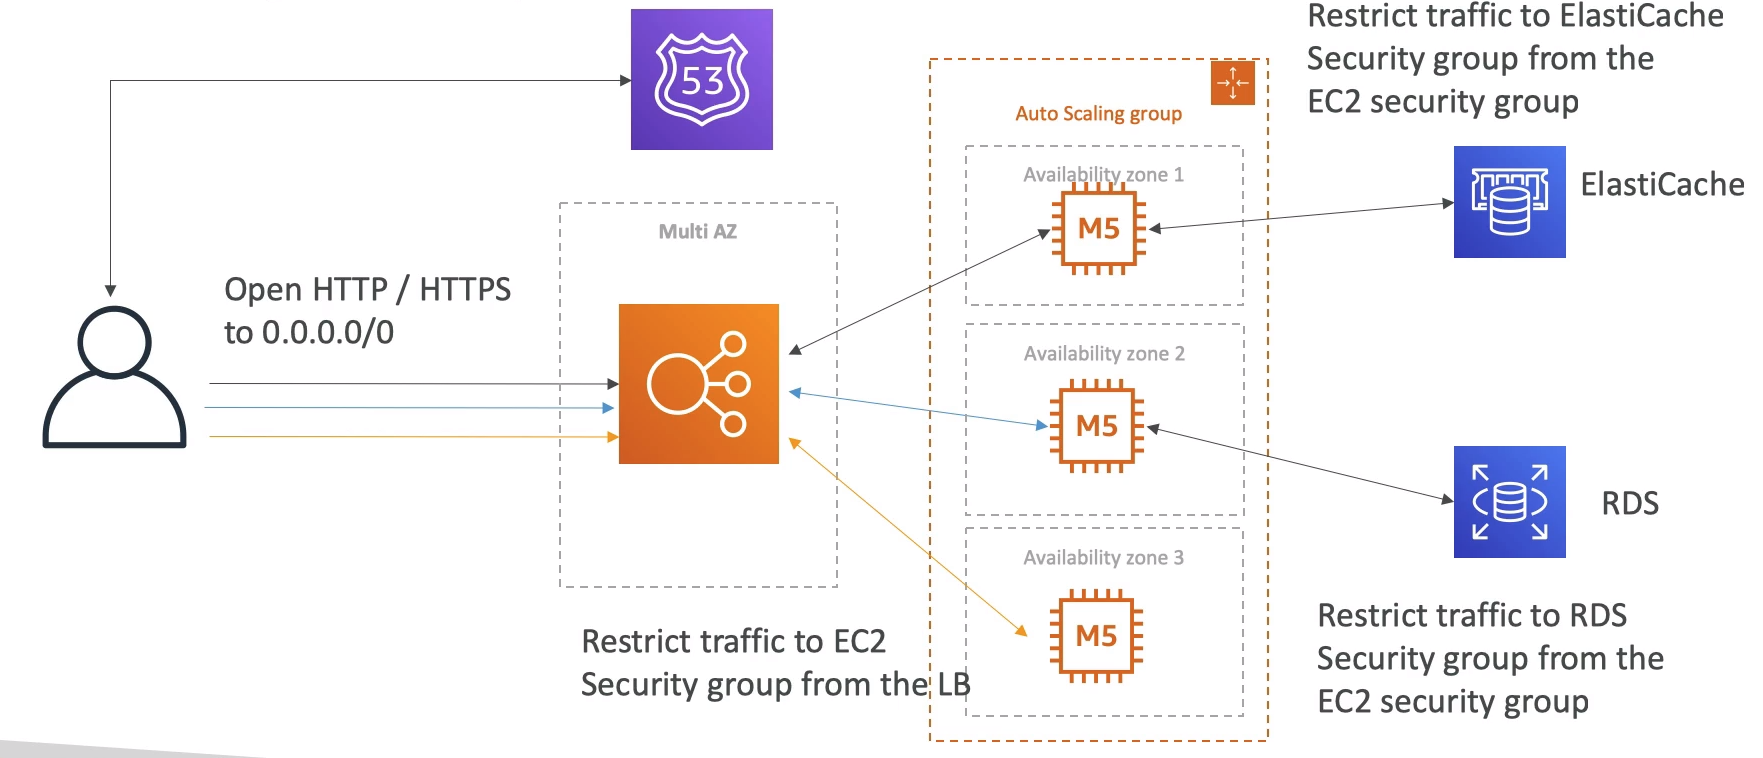 53
Restrict traffic to ElastiCache
Security group from the
EC2 security group
Auto Scaling group
Availability zone 1
M5
ElastiCache
Multi AZ
Open HTTP / HTTPS
to 0.0.0.0/0
Availability zone 2
M5
RDS
Availability zone 3
M5
Restrict traffic to EC2
Security group from the LB
Restrict traffic to RDS
Security group from the
EC2 security group